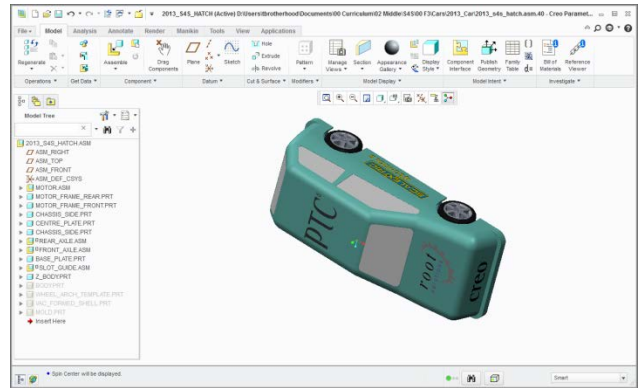 2013_S4S_HATCH (Active) D:\Users\tbrotherhood\Documents\00 Curriculum\02 Middle\S4S\00 F3\Cars\2013_Car\2013_s4s_hatch.asm.40 - Creo Paramet...
File Model Analysis Annotate Render Manikin Tools View Applications
Regenerate
Assemble
Drag Components
Plane
Sketch
Hole
Extrude
Revolve
Pattern
Manage Views
Section
Appearance Gallery
Display Style
Component Interface
Publish Geometry
Family Table
d=
Bill of Materials
Reference Viewer
Operations Get Data Component Datum Cut & Surface Modifiers Model Display Model Intent Investigate
Model Tree
2013_S4S_HATCH.ASM
ASM_RIGHT
ASM_TOP
ASM_FRONT
ASM_DEF_CSYS
MOTOR.ASM
MOTOR_FRAME_REAR.PRT
MOTOR_FRAME_FRONT.PRT
CHASSIS_SIDE.PRT
CENTRE_PLATE.PRT
CHASSIS_SIDE.PRT
REAR_AXLE.ASM
FRONT_AXLE.ASM
BASE_PLATE.PRT
SLOT_GUIDE.ASM
2_BODY.PRT
BODY.PRT
WHEEL_ARCH_TEMPLATE.PRT
VAC_FORMED_SHELL.PRT
MOLD.PRT
Insert Here
PTC
root
creo
Spin Center will be displayed.
Smart